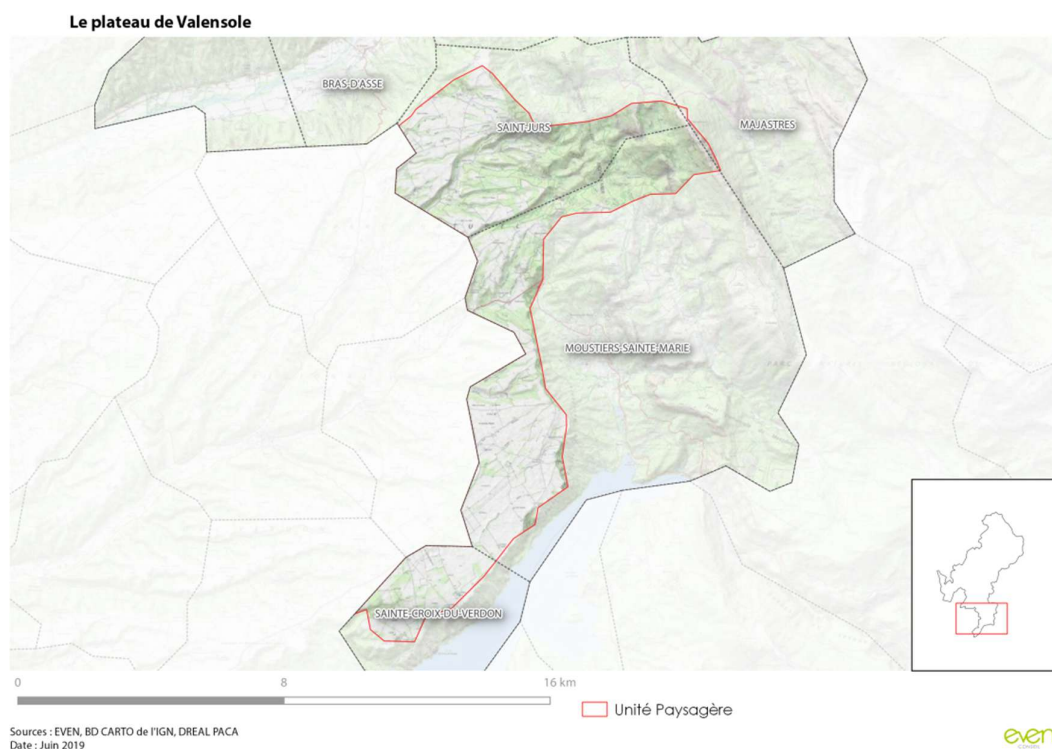 Le plateau de Valensole
BRAS-D'ASSE
SAINT-JURS
MAJASTRES
MOUSTIERS-SAINTE-MARIE
SAINTE-CROIX-DU-VERDON
0 8 16 km
Unité Paysagère
Sources : EVEN, BD CARTO de l'IGN, DREAL PACA
Date : Juin 2019
even
CONSEIL